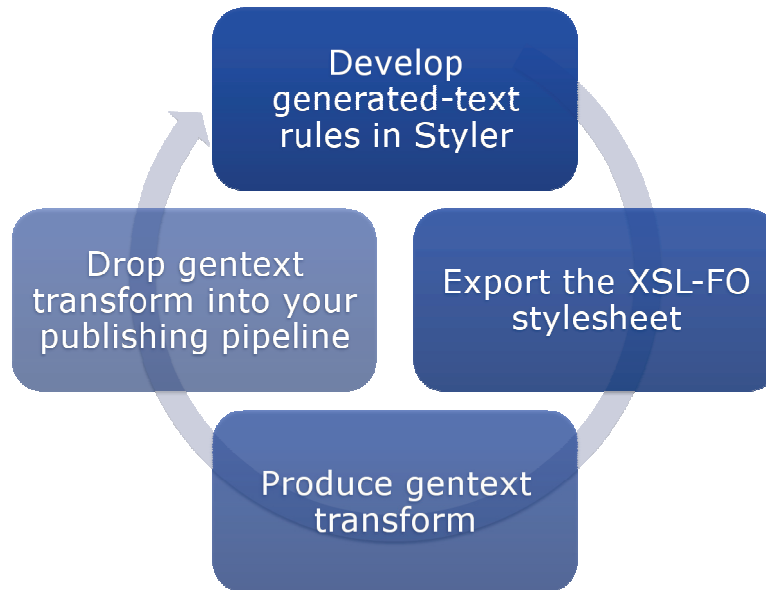 Develop
generated-text
rules in Styler
Export the XSL-FO
stylesheet
Produce gentext
transform
Drop gentext
transform into your
publishing pipeline